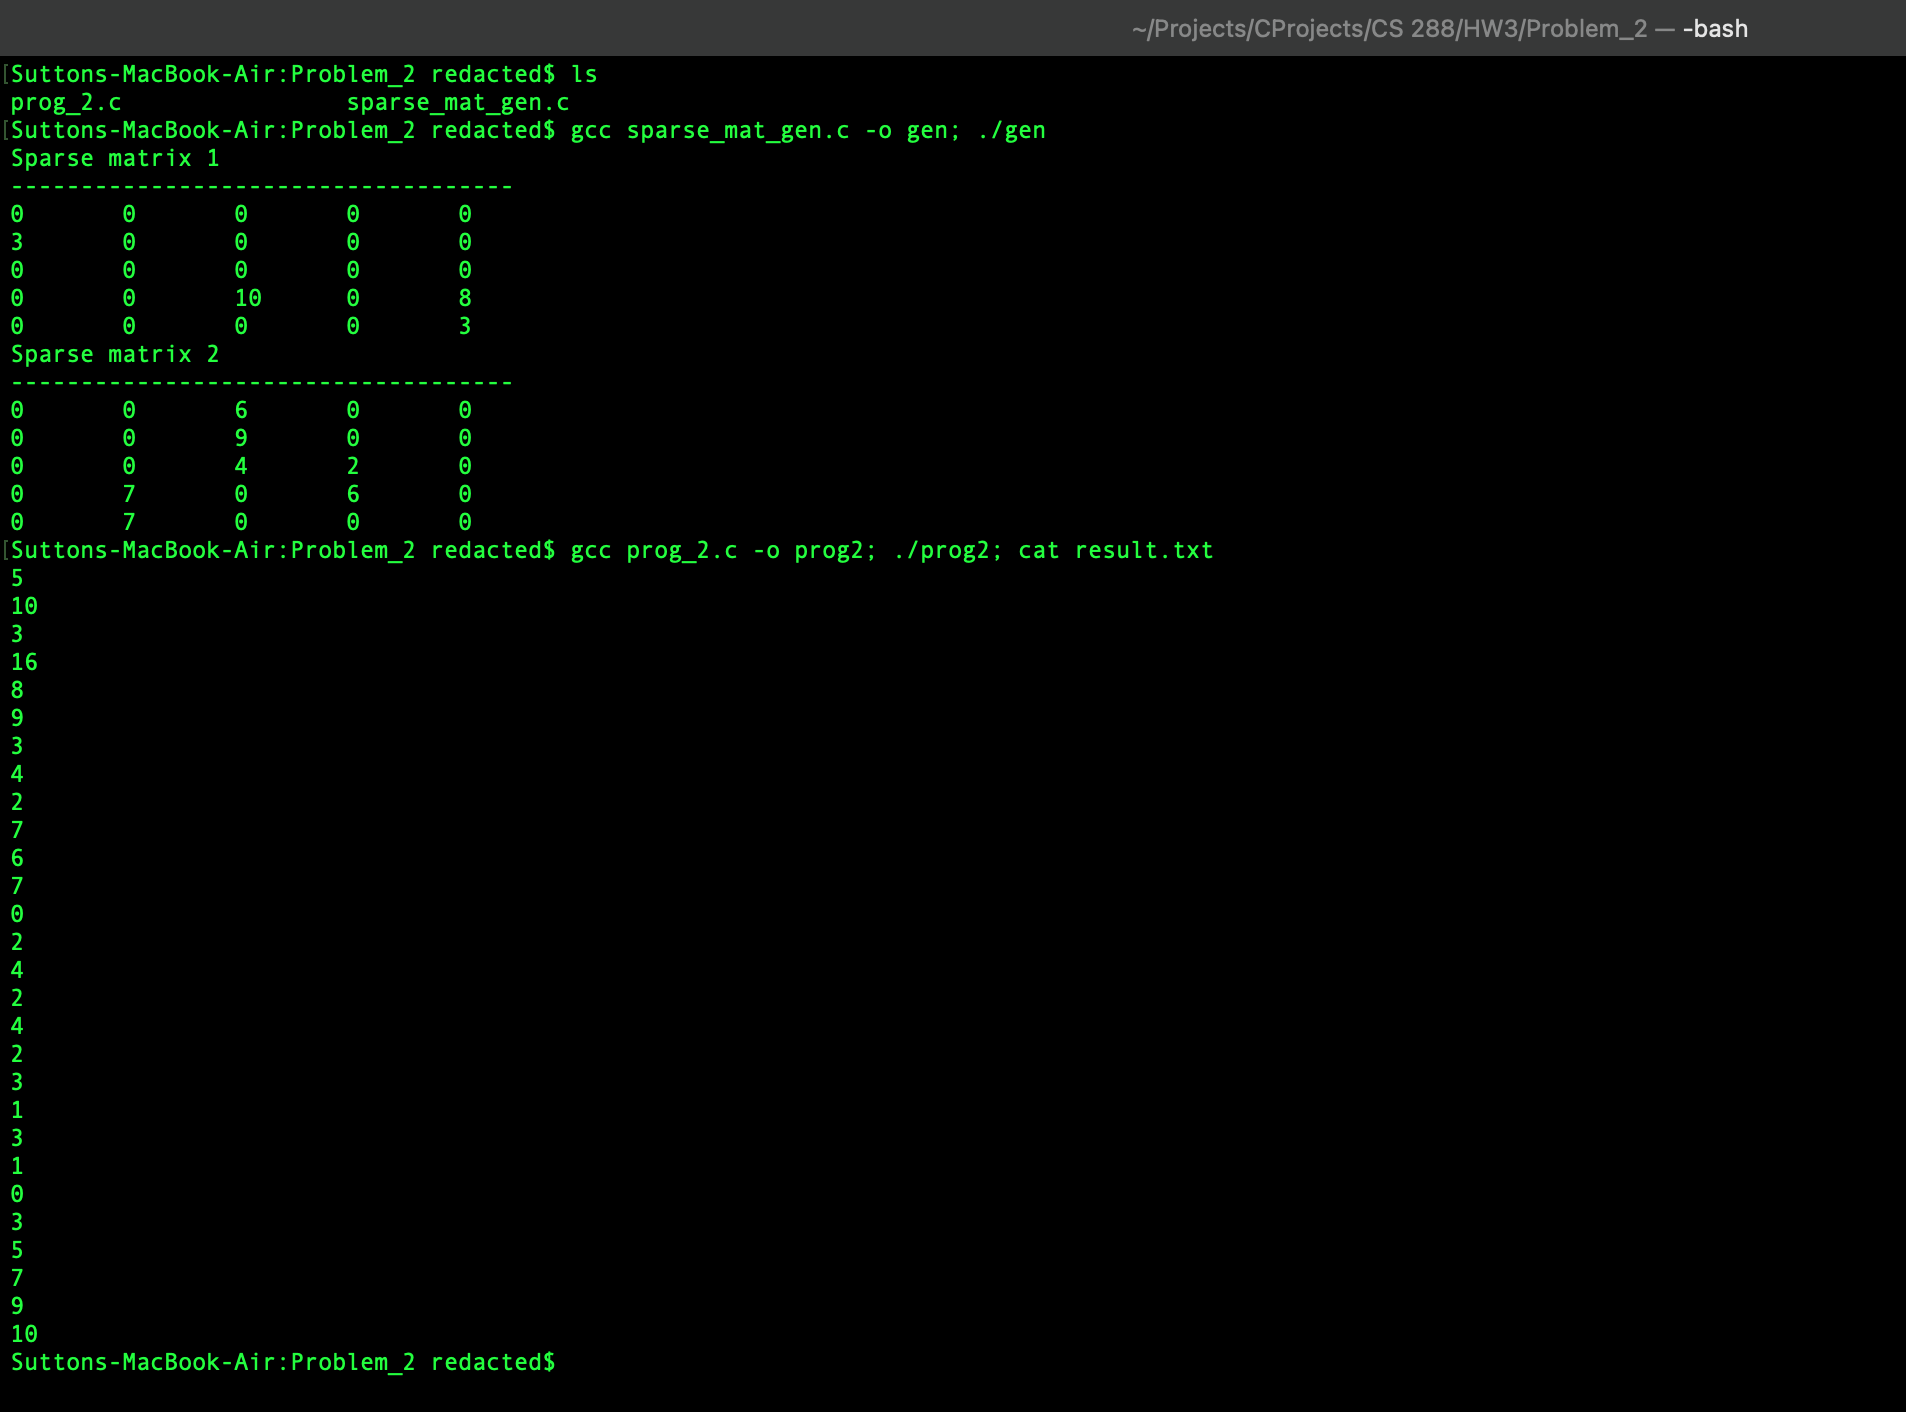 ~/Projects/CProjects/CS 288/HW3/Problem_2 — -bash
[Suttons-MacBook-Air:Problem_2 redacted$ ls
prog_2.c                sparse_mat_gen.c
[Suttons-MacBook-Air:Problem_2 redacted$ gcc sparse_mat_gen.c -o gen; ./gen
Sparse matrix 1
------------------------------------
0       0       0       0       0
3       0       0       0       0
0       0       0       0       0
0       0       10      0       8
0       0       0       0       3
Sparse matrix 2
------------------------------------
0       0       6       0       0
0       0       9       0       0
0       0       4       2       0
0       7       0       6       0
0       7       0       0       0
[Suttons-MacBook-Air:Problem_2 redacted$ gcc prog_2.c -o prog2; ./prog2; cat result.txt
5
10
3
16
8
9
3
4
2
7
6
7
0
2
4
2
4
2
3
1
3
1
0
3
5
7
9
10
Suttons-MacBook-Air:Problem_2 redacted$